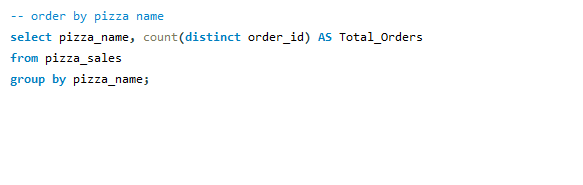 -- order by pizza name
select pizza_name, count(distinct order_id) AS Total_Orders
from pizza_sales
group by pizza_name;